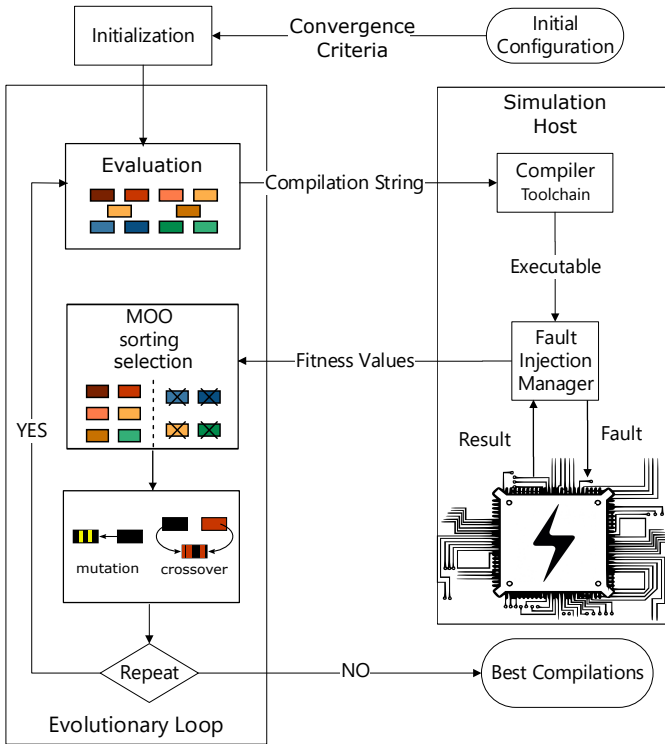 Initialization
Convergence
Criteria
Initial
Configuration
Simulation
Host
Evaluation
Compilation String
Compiler
Toolchain
Executable
MOO
sorting
selection
Fitness Values
Fault
Injection
Manager
YES
Result
Fault
mutation
crossover
Repeat
NO
Best Compilations
Evolutionary Loop